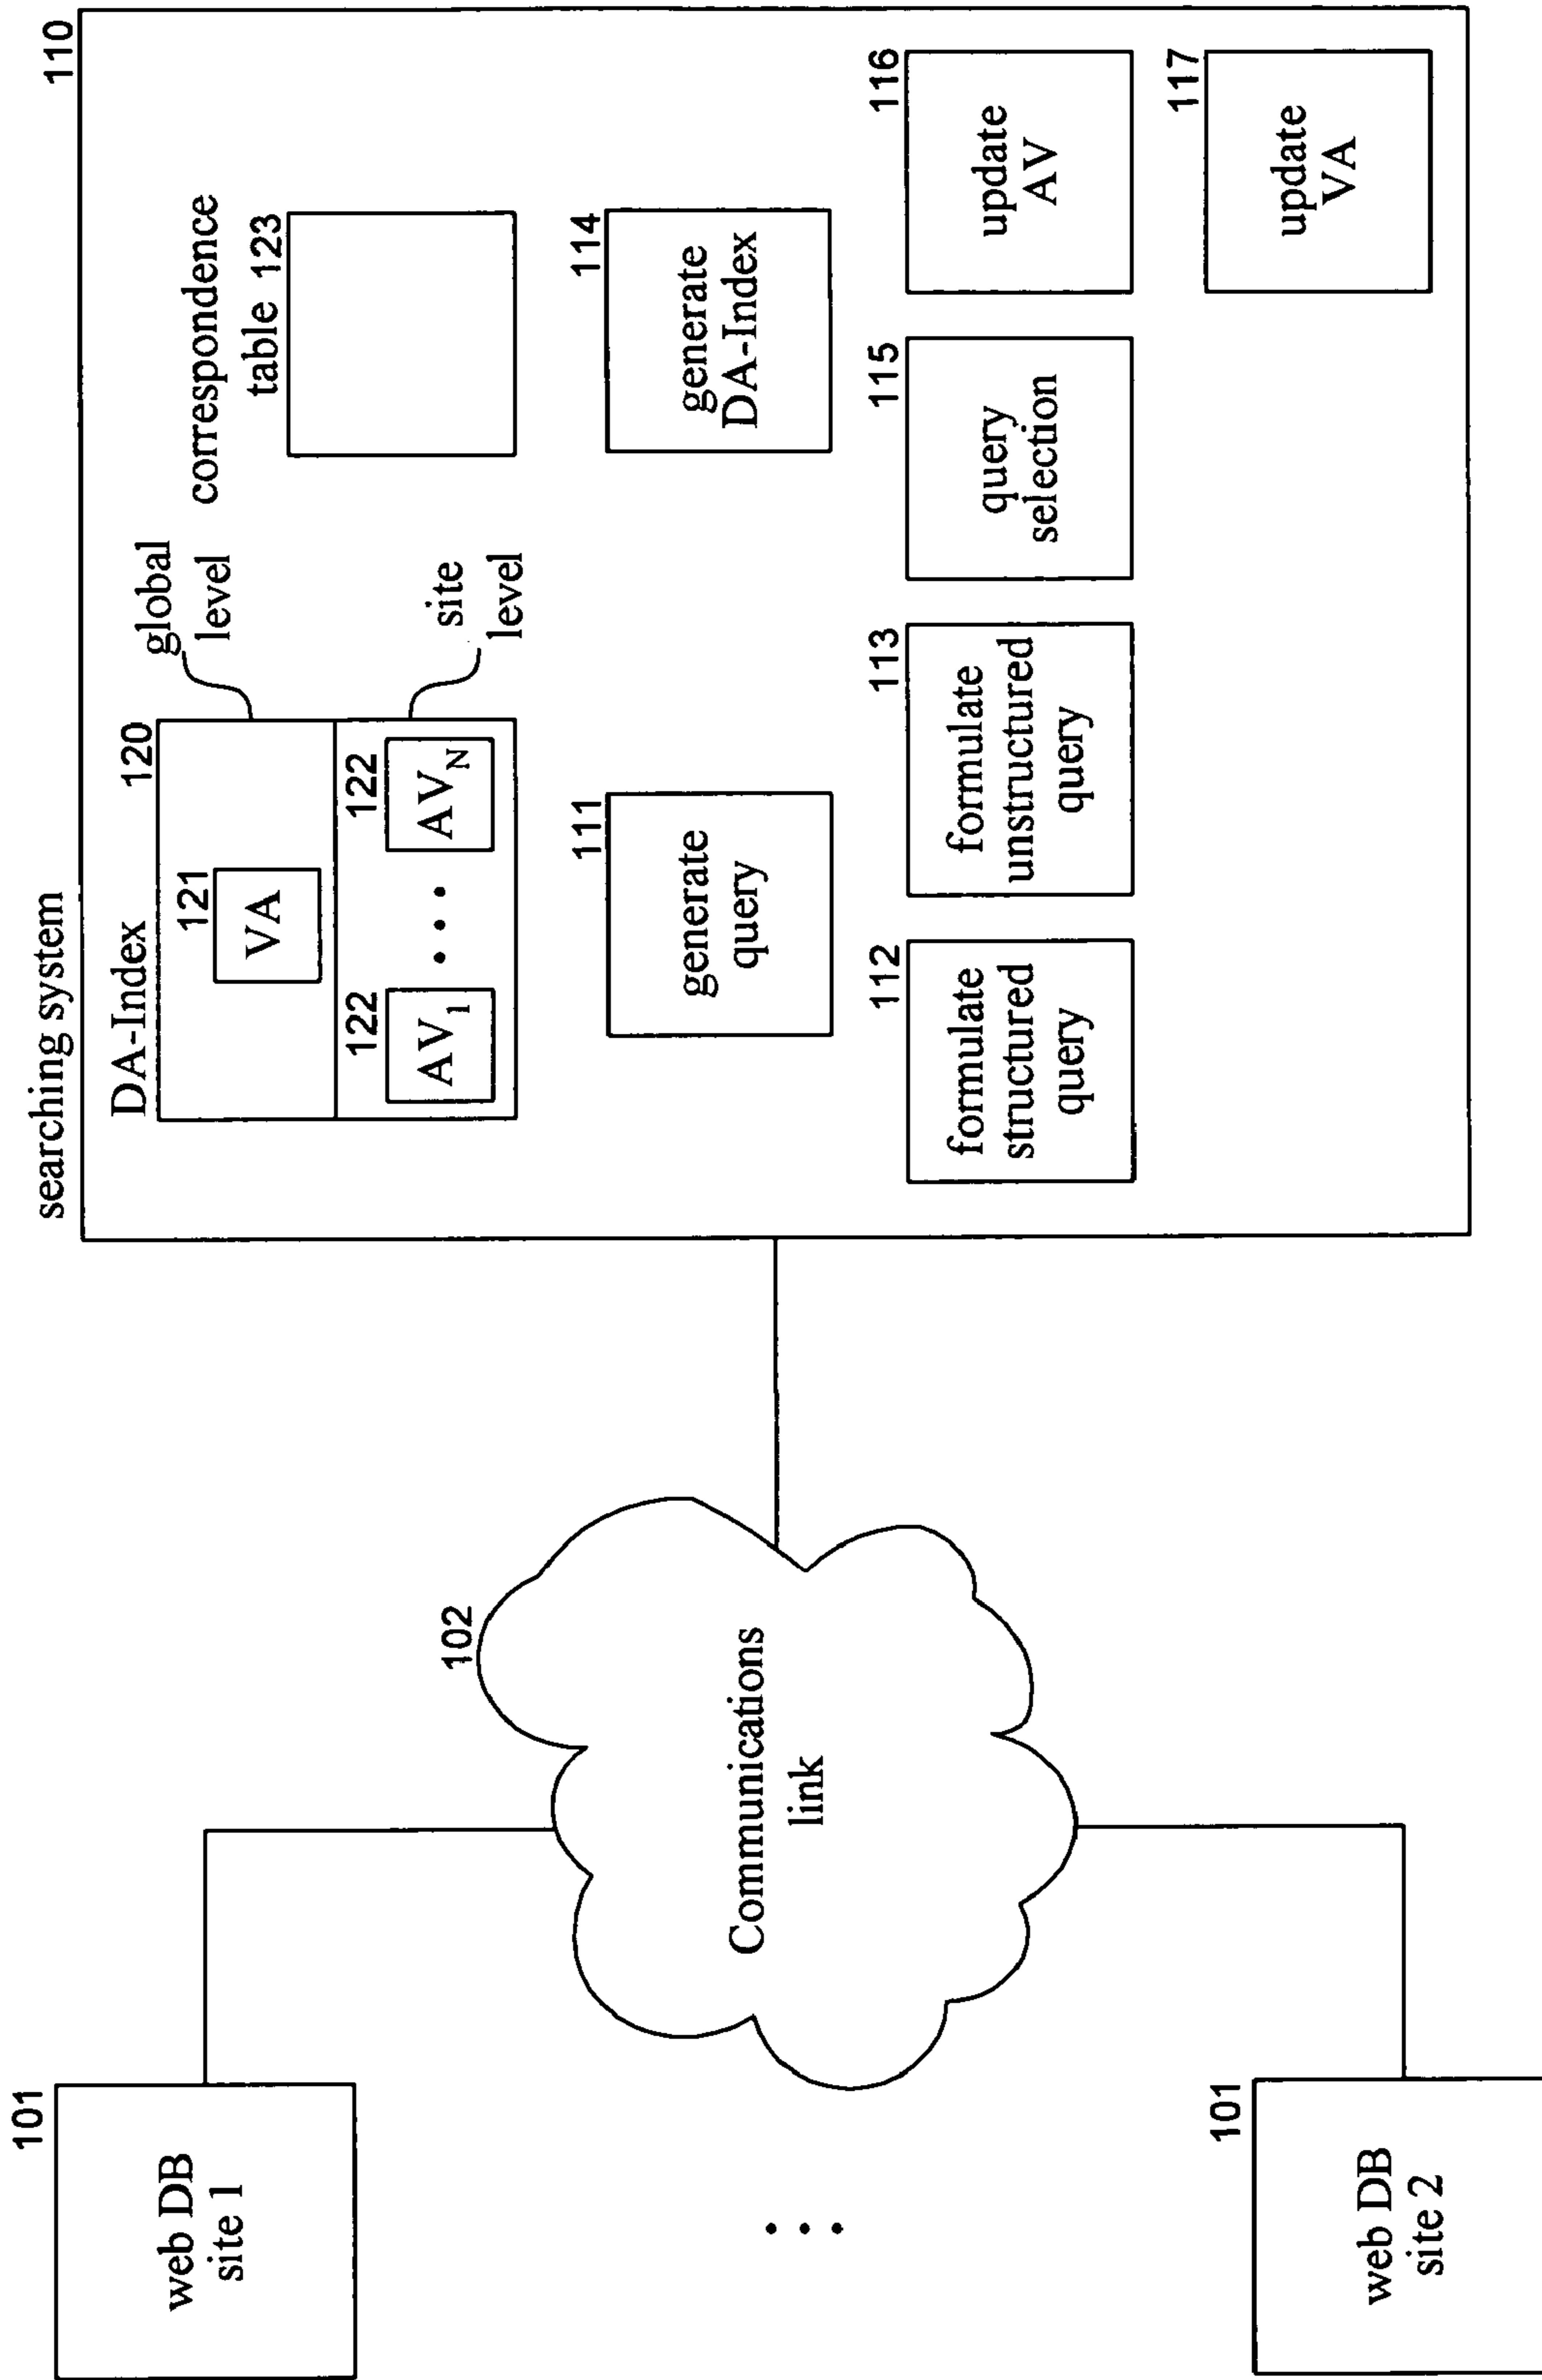 101
web DB
site 1
101
web DB
site 2
102
Communications
link
searching system
110
DA-Index
120
121
VA
global
level
122
AV1
122
AVN
site
level
correspondence
table 123
111
generate
query
114
generate
DA-Index
112
fomulate
structured
query
113
fomulate
unstructured
query
115
query
selection
116
update
AV
117
update
VA